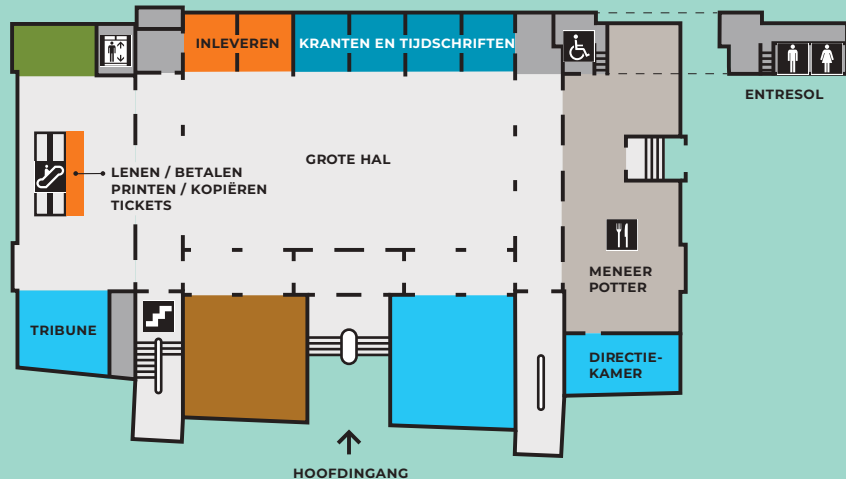 INLEVEREN
KRANTEN EN TIJDSCHRIFTEN
ENTRESOL
GROTE HAL
LENEN / BETALEN
PRINTEN / KOPIËREN
TICKETS
MENEER
POTTER
TRIBUNE
DIRECTIE-
KAMER
HOOFDINGANG